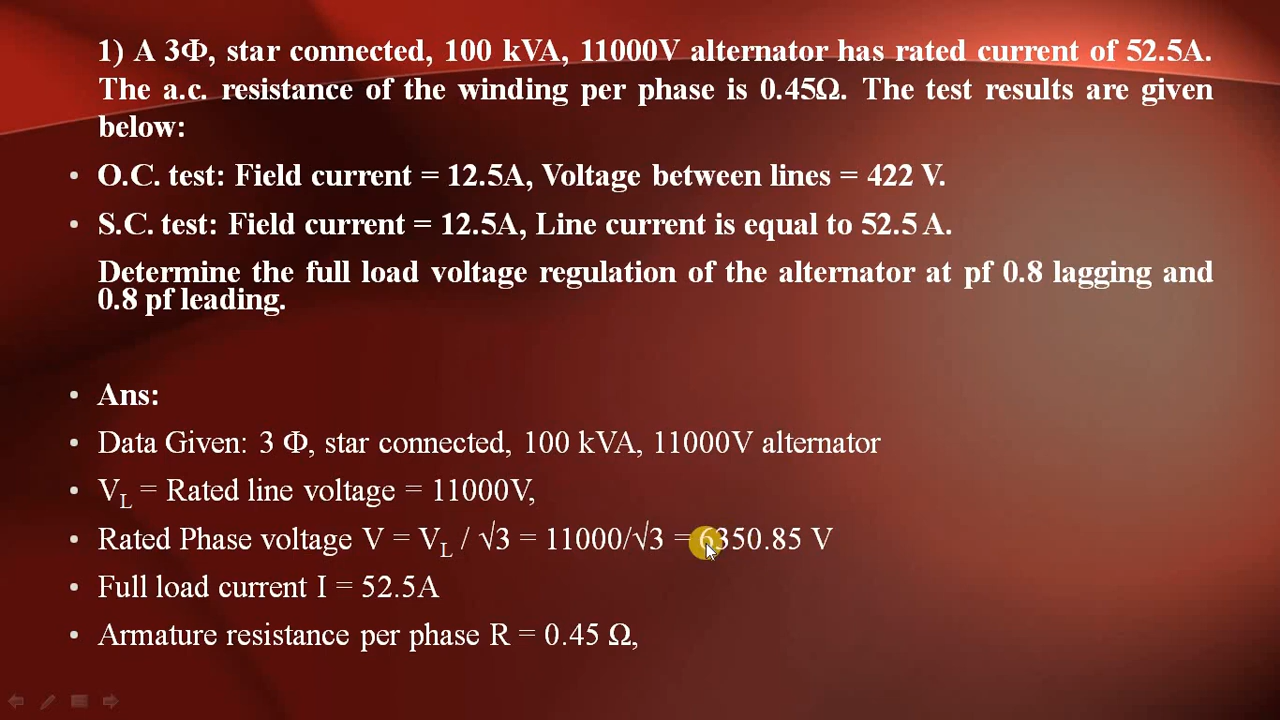 1) A 3Φ, star connected, 100 kVA, 11000V alternator has rated current of 52.5A.
The a.c. resistance of the winding per phase is 0.45Ω. The test results are given
below:
• O.C. test: Field current = 12.5A, Voltage between lines = 422 V.
• S.C. test: Field current = 12.5A, Line current is equal to 52.5 A.
Determine the full load voltage regulation of the alternator at pf 0.8 lagging and
0.8 pf leading.
• Ans:
• Data Given: 3 Φ, star connected, 100 kVA, 11000V alternator
• V_L = Rated line voltage = 11000V,
• Rated Phase voltage V = V_L / √3 = 11000/√3 = 6350.85 V
• Full load current I = 52.5A
• Armature resistance per phase R = 0.45 Ω,